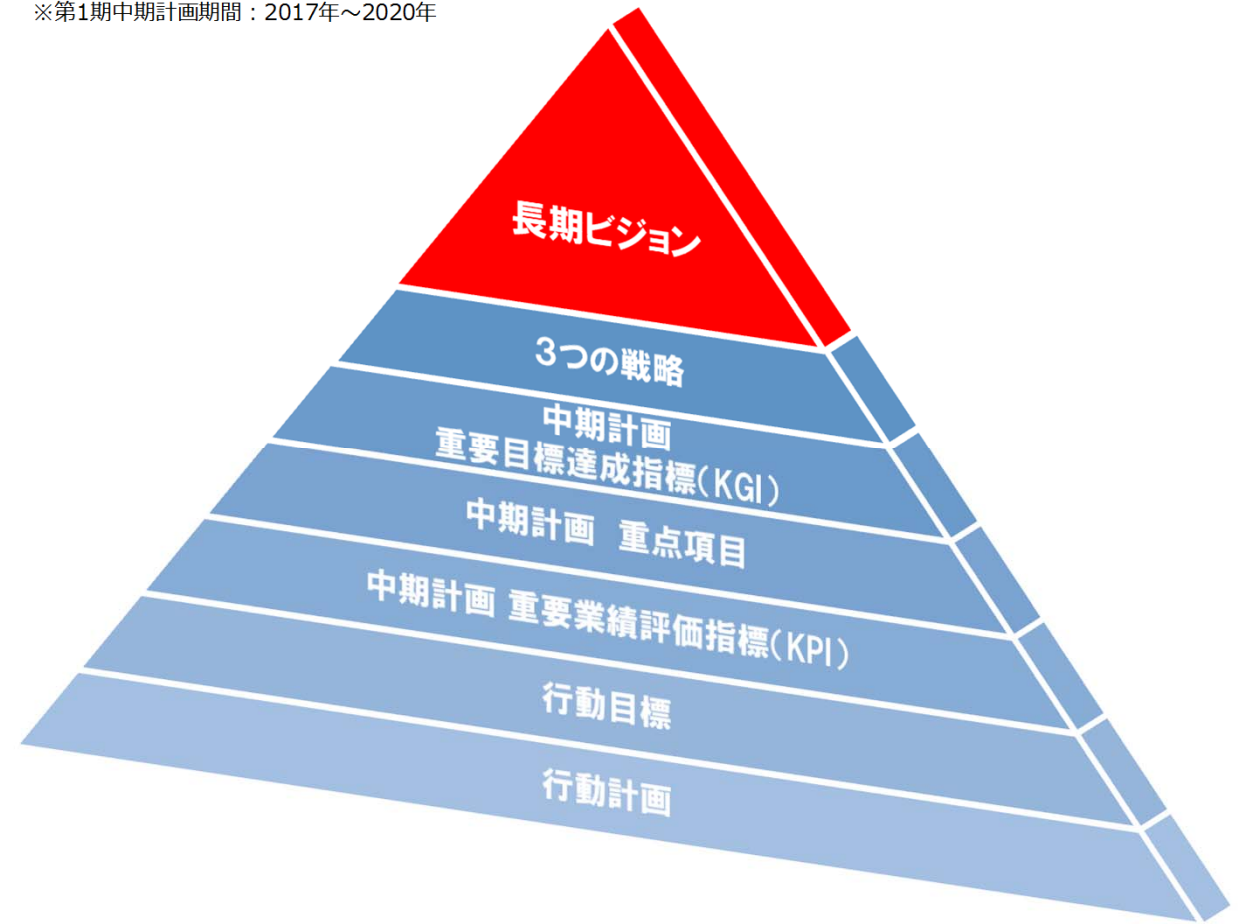 ※第1期中期計画期間：2017年～2020年
長期ビジョン
3つの戦略
中期計画
重要目標達成指標（KGI）
中期計画　重点項目
中期計画 重要業績評価指標（KPI）
行動目標
行動計画